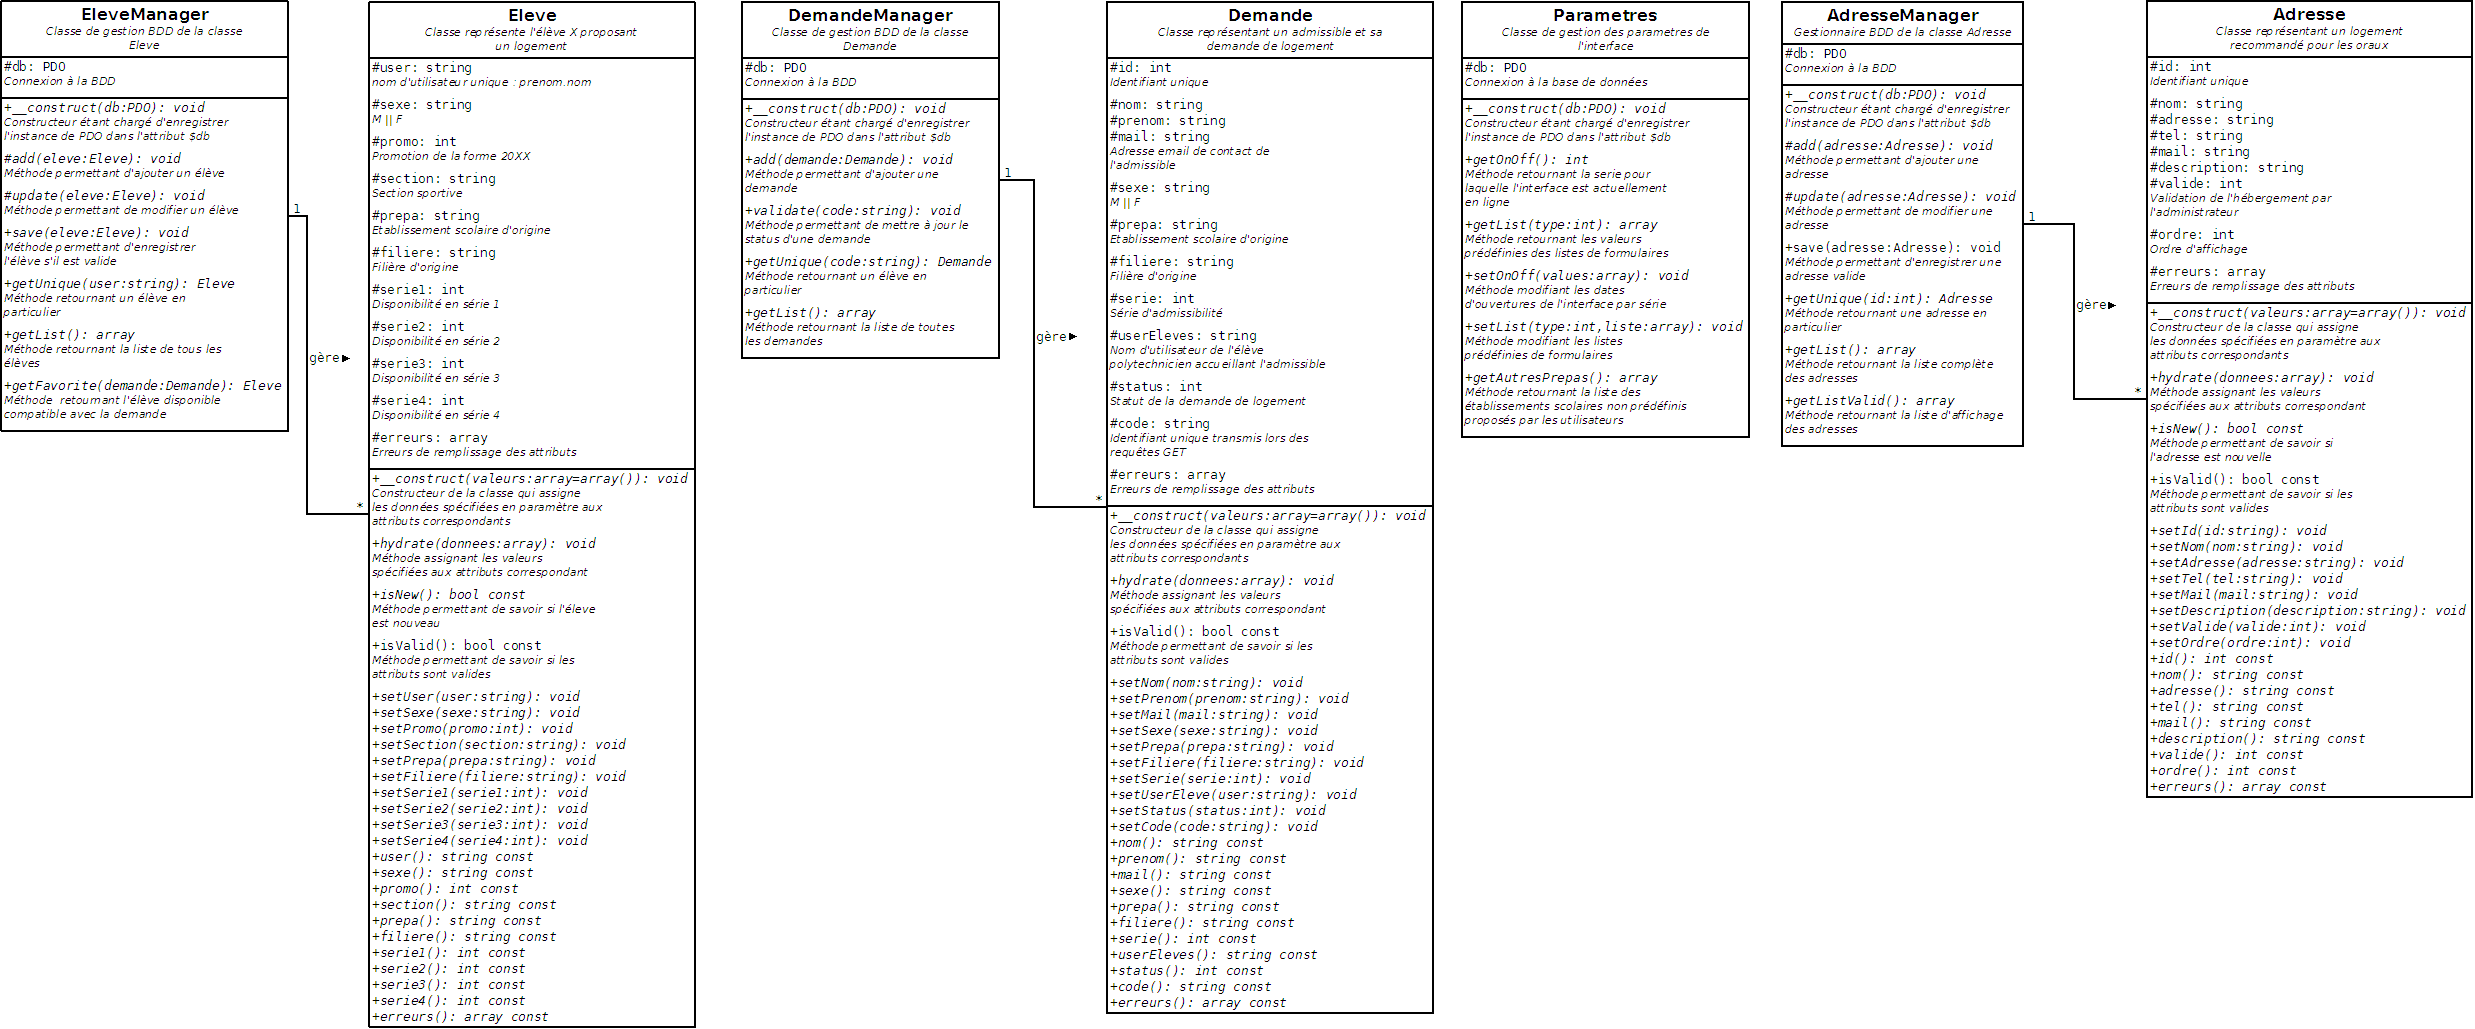 EleveManager
Classe de gestion BDD de la classe
Eleve
#db: PDO
Connexion à la BDD
+__construct(db:PDO): void
Constructeur étant chargé d'enregistrer
l'instance de PDO dans l'attribut $db
#add(eleve:Eleve): void
Méthode permettant d'ajouter un élève
#update(eleve:Eleve): void
Méthode permettant de modifier un élève
+save(eleve:Eleve): void
Méthode permettant d'enregistrer
l'élève s'il est valide
+getUnique(user:string): Eleve
Méthode retournant un élève en
particulier
+getList(): array
Méthode retournant la liste de tous les
élèves
+getFavorite(demande:Demande): Eleve
Méthode  retournant l'élève disponible
compatible avec la demande
1
gère
*
Eleve
Classe représente l'élève X proposant
un logement
#user: string
nom d'utilisateur unique : prenom.nom
#sexe: string
M || F
#promo: int
Promotion de la forme 20XX
#section: string
Section sportive
#prepa: string
Etablissement scolaire d'origine
#filiere: string
Filière d'origine
#serie1: int
Disponibilité en série 1
#serie2: int
Disponibilité en série 2
#serie3: int
Disponibilité en série 3
#serie4: int
Disponibilité en série 4
#erreurs: array
Erreurs de remplissage des attributs
+__construct(valeurs:array=array()): void
Constructeur de la classe qui assigne
les données spécifiées en paramètre aux
attributs correspondants
+hydrate(donnees:array): void
Méthode assignant les valeurs
spécifiées aux attributs correspondant
+isNew(): bool const
Méthode permettant de savoir si l'éleve
est nouveau
+isValid(): bool const
Méthode permettant de savoir si les
attributs sont valides
+setUser(user:string): void
+setSexe(sexe:string): void
+setPromo(promo:int): void
+setSection(section:string): void
+setPrepa(prepa:string): void
+setFiliere(filiere:string): void
+setSerie1(serie1:int): void
+setSerie2(serie2:int): void
+setSerie3(serie3:int): void
+setSerie4(serie4:int): void
+user(): string const
+sexe(): string const
+promo(): int const
+section(): string const
+prepa(): string const
+filiere(): string const
+serie1(): int const
+serie2(): int const
+serie3(): int const
+serie4(): int const
+erreurs(): array const
DemandeManager
Classe de gestion BDD de la classe
Demande
#db: PDO
Connexion à la BDD
+__construct(db:PDO): void
Constructeur étant chargé d'enregistrer
l'instance de PDO dans l'attribut $db
+add(demande:Demande): void
Méthode permettant d'ajouter une
demande
+validate(code:string): void
Méthode permettant de mettre à jour le
status d'une demande
+getUnique(code:string): Demande
Méthode retournant un élève en
particulier
+getList(): array
Méthode retournant la liste de toutes
les demandes
1
gère
*
Demande
Classe représentant un admissible et sa
demande de logement
#id: int
Identifiant unique
#nom: string
#prenom: string
#mail: string
Adresse email de contact de
l'admissible
#sexe: string
M || F
#prepa: string
Etablissement scolaire d'origine
#filiere: string
Filière d'origine
#serie: int
Série d'admissibilité
#userEleves: string
Nom d'utilisateur de l'élève
polytechnicien accueillant l'admissible
#status: int
Statut de la demande de logement
#code: string
Identifiant unique transmis lors des
requêtes GET
#erreurs: array
Erreurs de remplissage des attributs
+__construct(valeurs:array=array()): void
Constructeur de la classe qui assigne
les données spécifiées en paramètre aux
attributs correspondants
+hydrate(donnees:array): void
Méthode assignant les valeurs
spécifiées aux attributs correspondant
+isValid(): bool const
Méthode permettant de savoir si les
attributs sont valides
+setNom(nom:string): void
+setPrenom(prenom:string): void
+setMail(mail:string): void
+setSexe(sexe:string): void
+setPrepa(prepa:string): void
+setFiliere(filiere:string): void
+setSerie(serie:int): void
+setUserEleve(user:string): void
+setStatus(status:int): void
+setCode(code:string): void
+nom(): string const
+prenom(): string const
+mail(): string const
+sexe(): string const
+prepa(): string const
+filiere(): string const
+serie(): int const
+userEleves(): string const
+status(): int const
+code(): string const
+erreurs(): array const
Parametres
Classe de gestion des parametres de
l'interface
#db: PDO
Connexion à la base de données
+__construct(db:PDO): void
Constructeur étant chargé d'enregistrer
l'instance de PDO dans l'attribut $db
+getOnOff(): int
Méthode retournant la serie pour
laquelle l'interface est actuellement
en ligne
+getList(type:int): array
Méthode retournant les valeurs
prédéfinies des listes de formulaires
+setOnOff(values:array): void
Méthode modifiant les dates
d'ouvertures de l'interface par série
+setList(type:int,liste:array): void
Méthode modifiant les listes
prédéfinies de formulaires
+getAutresPrepas(): array
Méthode retournant la liste des
établissements scolaires non prédéfinis
proposés par les utilisateurs
AdresseManager
Gestionnaire BDD de la classe Adresse
#db: PDO
Connexion à la BDD
+__construct(db:PDO): void
Constructeur étant chargé d'enregistrer
l'instance de PDO dans l'attribut $db
#add(adresse:Adresse): void
Méthode permettant d'ajouter une
adresse
#update(adresse:Adresse): void
Méthode permettant de modifier une
adresse
+save(adresse:Adresse): void
Méthode permettant d'enregistrer une
adresse valide
+getUnique(id:int): Adresse
Méthode retournant une adresse en
particulier
+getList(): array
Méthode retournant la liste complète
des adresses
+getListValid(): array
Méthode retournant la liste d'affichage
des adresses
1
gère
*
Adresse
Classe représentant un logement
recommandé pour les oraux
#id: int
Identifiant unique
#nom: string
#adresse: string
#tel: string
#mail: string
#description: string
#valide: int
Validation de l'hébergement par
l'administrateur
#ordre: int
Ordre d'affichage
#erreurs: array
Erreurs de remplissage des attributs
+__construct(valeurs:array=array()): void
Constructeur de la classe qui assigne
les données spécifiées en paramètre aux
attributs correspondants
+hydrate(donnees:array): void
Méthode assignant les valeurs
spécifiées aux attributs correspondant
+isNew(): bool const
Méthode permettant de savoir si
l'adresse est nouvelle
+isValid(): bool const
Méthode permettant de savoir si les
attributs sont valides
+setId(id:string): void
+setNom(nom:string): void
+setAdresse(adresse:string): void
+setTel(tel:string): void
+setMail(mail:string): void
+setDescription(description:string): void
+setValide(valide:int): void
+setOrdre(ordre:int): void
+id(): int const
+nom(): string const
+adresse(): string const
+tel(): string const
+mail(): string const
+description(): string const
+valide(): int const
+ordre(): int const
+erreurs(): array const